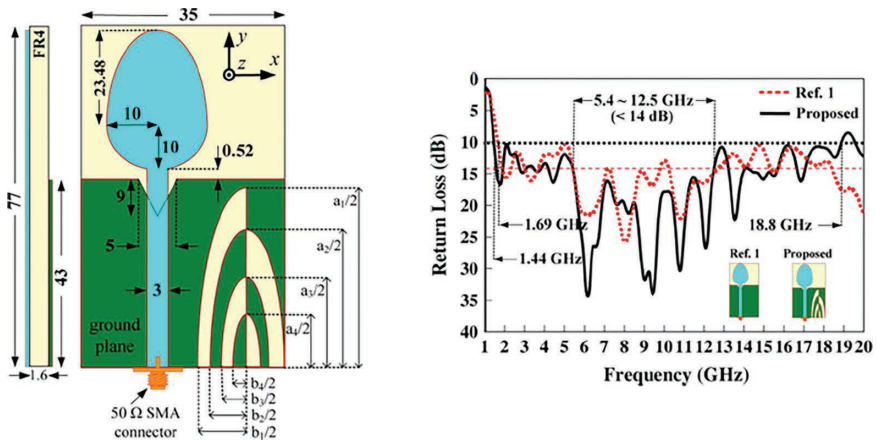 35
FR4
y
z
x
23.48
10
10
0.52
9
5
77
43
3
a₁/2
a₂/2
a₃/2
a₄/2
ground
plane
1.6
50 Ω SMA
connector
b₄/2
b₃/2
b₂/2
b₁/2
Return Loss (dB)
0
5
10
15
20
25
30
35
40
5.4 ~ 12.5 GHz
(< 14 dB)
Ref. 1
Proposed
1.69 GHz
18.8 GHz
1.44 GHz
Ref. 1
Proposed
1 2 3 4 5 6 7 8 9 10 11 12 13 14 15 16 17 18 19 20
Frequency (GHz)